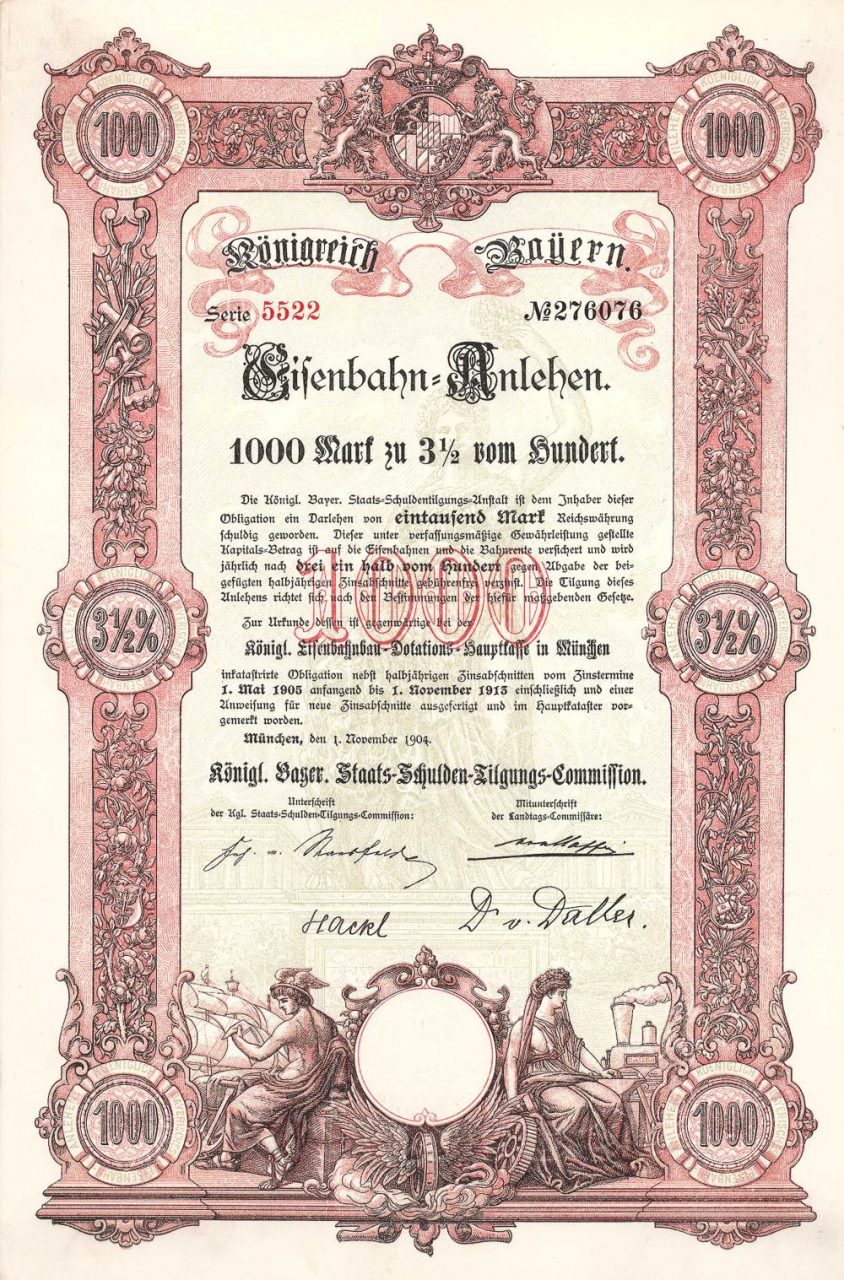 1000
1000
KOENIGLICH BAYERISCHES EISENBAHN ANLEHEN
Königreich Bayern.
Serie 5522 № 276076
Eisenbahn-Anlehen.
1000 Mark zu 3½ vom Hundert.
Die Königl. Bayer. Staats-Schuldentilgungs-Anstalt ist dem Inhaber dieser
Obligation ein Darlehen von eintausend Mark Reichswährung
schuldig geworden. Dieser unter verfassungsmäßige Gewährleistung gestellte
Kapitals-Betrag ist auf die Eisenbahnen und die Bahnrente versichert und wird
jährlich nach drei ein halb vom Hundert gegen Abgabe der bei-
gefügten halbjährigen Zinsabschnitte gebührenfrei verzinst. Die Tilgung dieses
Anlehens richtet sich nach den Bestimmungen der hiefür maßgebenden Gesetze.
1000
3½%
3½%
Zur Urkunde dessen ist gegenwärtige bei der
Königl. Eisenbahnbau-Dotations-Hauptkasse in München
inkatastrirte Obligation nebst halbjährigen Zinsabschnitten vom Zinstermine
1. Mai 1905 anfangend bis 1. November 1913 einschließlich und einer
Anweisung für neue Zinsabschnitte ausgefertigt und im Hauptkataster vor-
gemerkt worden.
München, den 1. November 1904.
Königl. Bayer. Staats-Schulden-Tilgungs-Commission.
Unterschrift
der Kgl. Staats-Schulden-Tilgungs-Commission:
Mitunterschrift
der Landtags-Commissäre:
Hackl
Dr v. Daller.
1000
1000